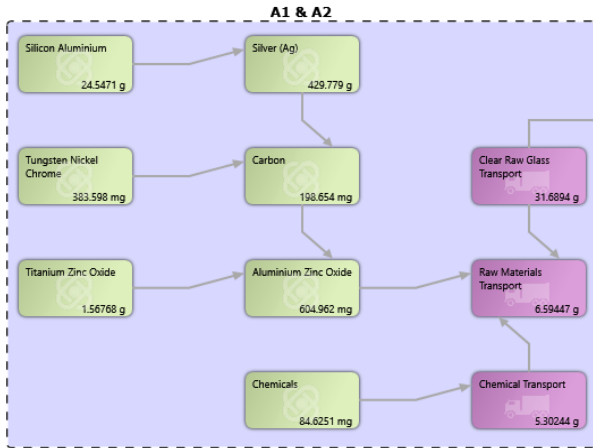 A1 & A2
Silicon Aluminium
24.5471 g
Silver (Ag)
429.779 g
Tungsten Nickel
Chrome
383.598 mg
Carbon
198.654 mg
Clear Raw Glass
Transport
31.6894 g
Titanium Zinc Oxide
1.56768 g
Aluminium Zinc Oxide
604.962 mg
Raw Materials
Transport
6.59447 g
Chemicals
84.6251 mg
Chemical Transport
5.30244 g